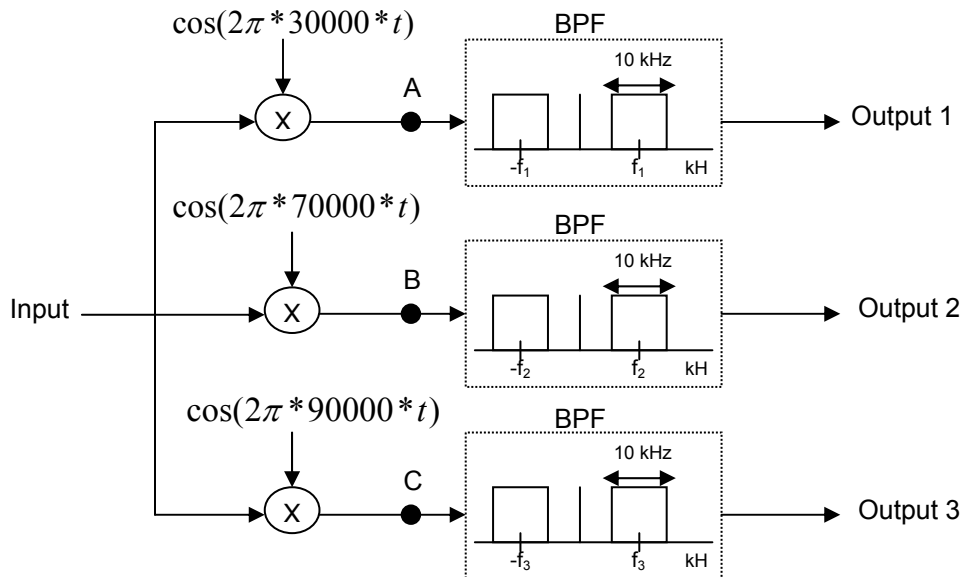 cos(2π*30000*t)
BPF
10 kHz
A
X
Output 1
-f₁
f₁
kH
cos(2π*70000*t)
BPF
10 kHz
B
Input
X
Output 2
-f₂
f₂
kH
cos(2π*90000*t)
BPF
10 kHz
C
X
Output 3
-f₃
f₃
kH